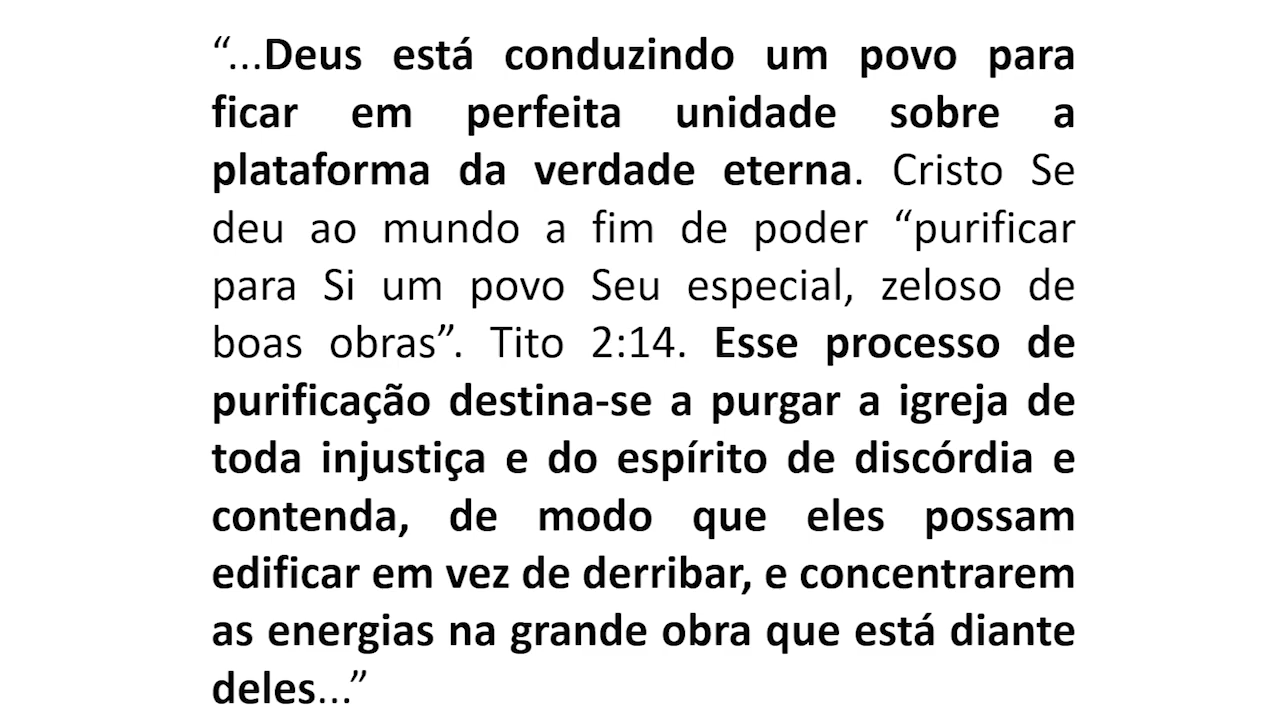 “...Deus está conduzindo um povo para
ficar em perfeita unidade sobre a
plataforma da verdade eterna. Cristo Se
deu ao mundo a fim de poder “purificar
para Si um povo Seu especial, zeloso de
boas obras”. Tito 2:14. Esse processo de
purificação destina-se a purgar a igreja de
toda injustiça e do espírito de discórdia e
contenda, de modo que eles possam
edificar em vez de derribar, e concentrarem
as energias na grande obra que está diante
deles...”